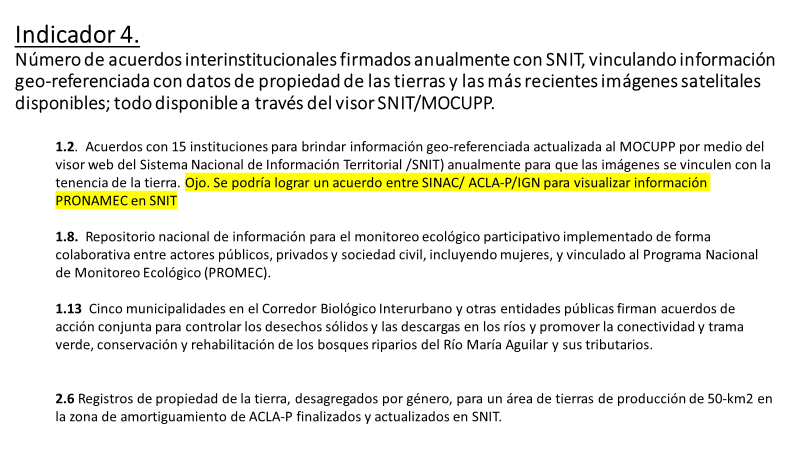 Indicador 4.
Número de acuerdos interinstitucionales firmados anualmente con SNIT, vinculando información
geo-referenciada con datos de propiedad de las tierras y las más recientes imágenes satelitales
disponibles; todo disponible a través del visor SNIT/MOCUPP.
1.2. Acuerdos con 15 instituciones para brindar información geo-referenciada actualizada al MOCUPP por medio del
visor web del Sistema Nacional de Información Territorial /SNIT) anualmente para que las imágenes se vinculen con la
tenencia de la tierra. Ojo. Se podría lograr un acuerdo entre SINAC/ ACLA-P/IGN para visualizar información
PRONAMEC en SNIT
1.8. Repositorio nacional de información para el monitoreo ecológico participativo implementado de forma
colaborativa entre actores públicos, privados y sociedad civil, incluyendo mujeres, y vinculado al Programa Nacional
de Monitoreo Ecológico (PROMEC).
1.13 Cinco municipalidades en el Corredor Biológico Interurbano y otras entidades públicas firman acuerdos de
acción conjunta para controlar los desechos sólidos y las descargas en los ríos y promover la conectividad y trama
verde, conservación y rehabilitación de los bosques riparios del Río María Aguilar y sus tributarios.
2.6 Registros de propiedad de la tierra, desagregados por género, para un área de tierras de producción de 50-km2 en
la zona de amortiguamiento de ACLA-P finalizados y actualizados en SNIT.